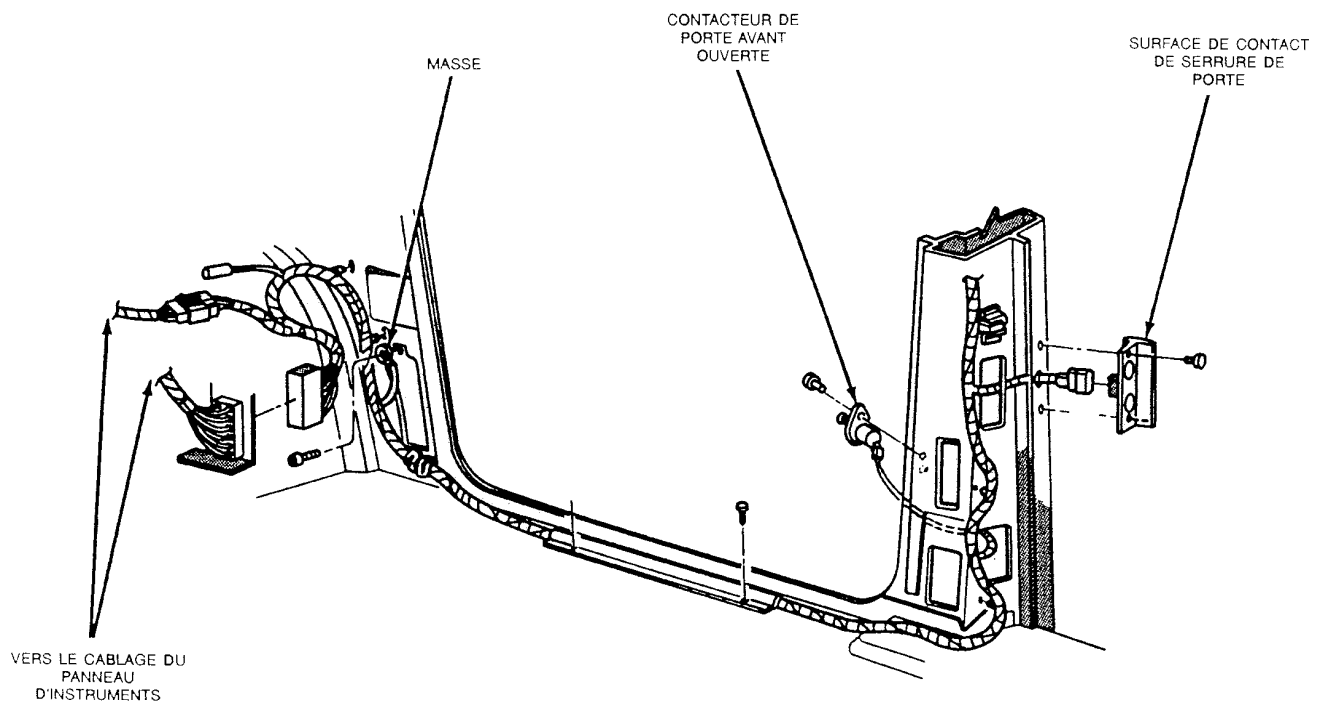 CONTACTEUR DE
PORTE AVANT
OUVERTE
MASSE
SURFACE DE CONTACT
DE SERRURE DE
PORTE
VERS LE CABLAGE DU
PANNEAU
D'INSTRUMENTS